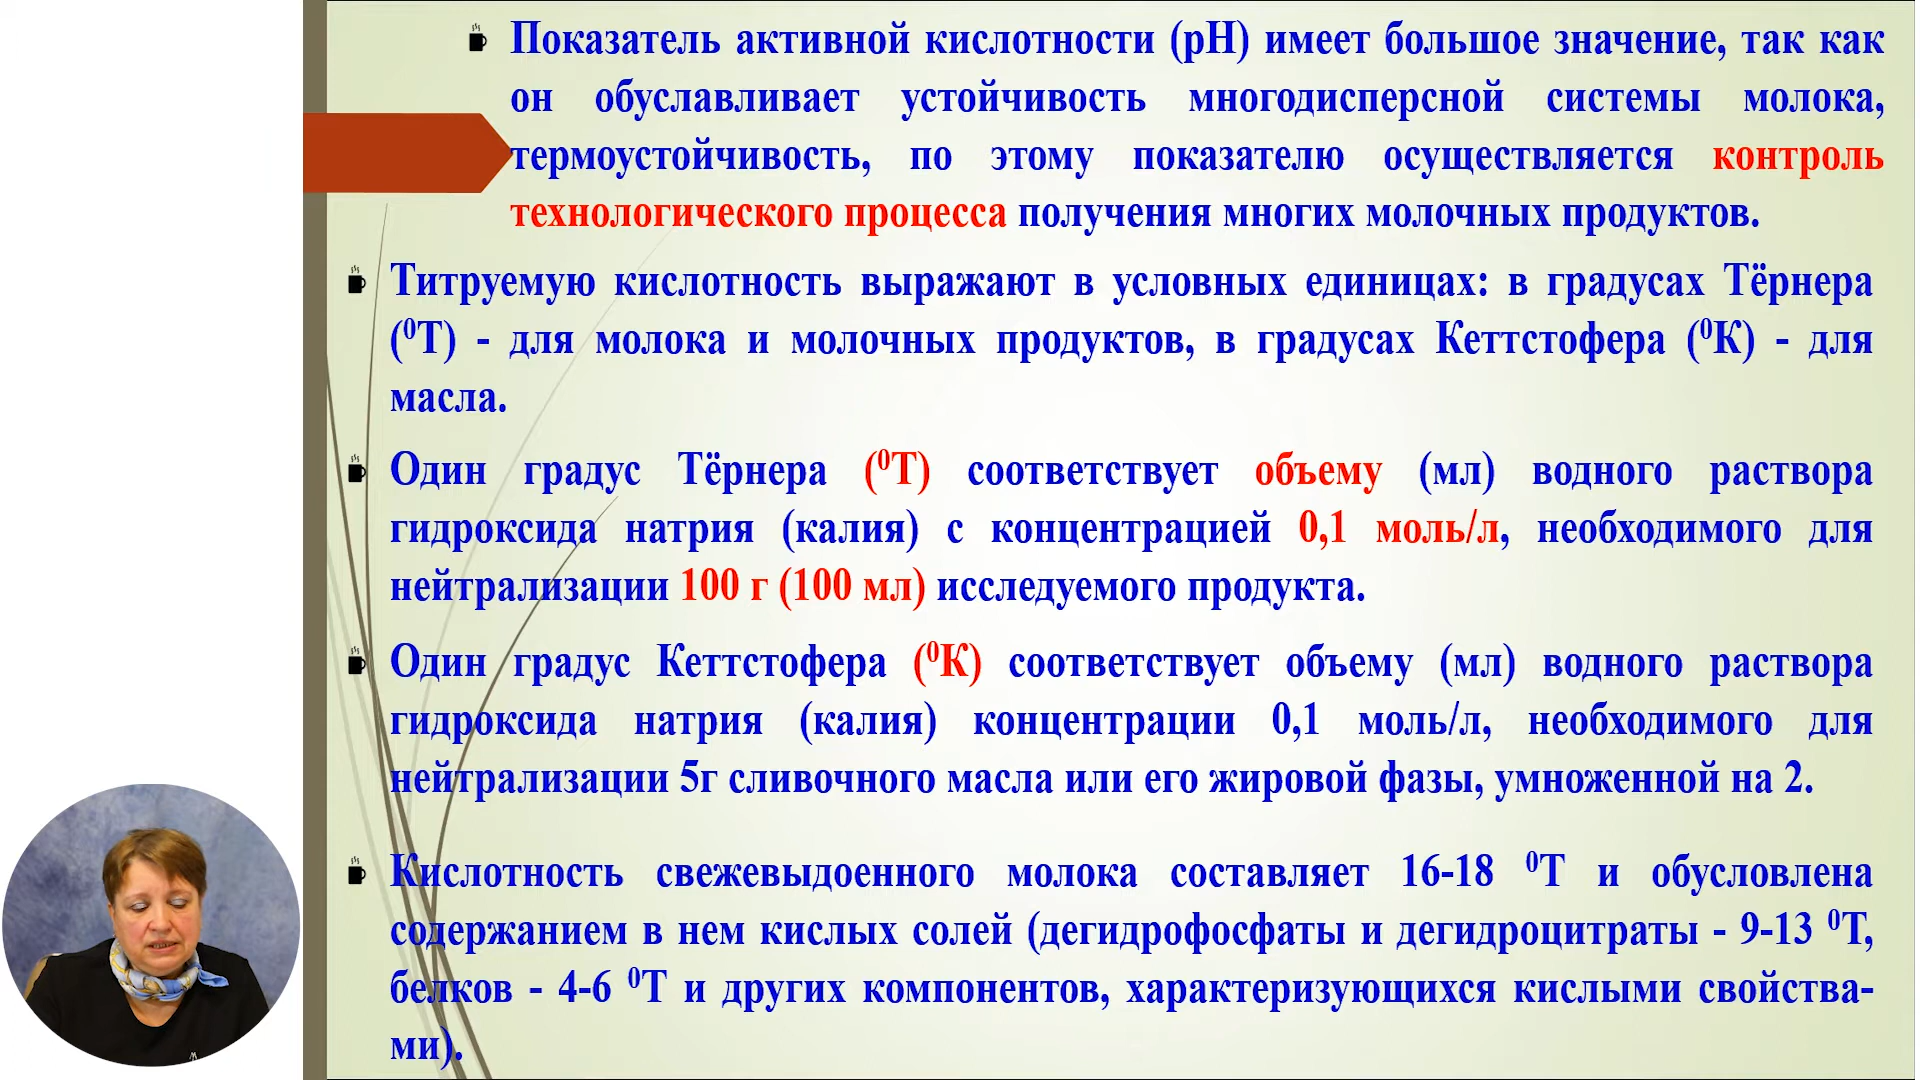 Показатель активной кислотности (pH) имеет большое значение, так как
он обуславливает устойчивость многодисперсной системы молока,
термоустойчивость, по этому показателю осуществляется контроль
технологического процесса получения многих молочных продуктов.
Титруемую кислотность выражают в условных единицах: в градусах Тёрнера
(⁰Т) - для молока и молочных продуктов, в градусах Кеттстофера (⁰К) - для
масла.
Один градус Тёрнера (⁰Т) соответствует объему (мл) водного раствора
гидроксида натрия (калия) с концентрацией 0,1 моль/л, необходимого для
нейтрализации 100 г (100 мл) исследуемого продукта.
Один градус Кеттстофера (⁰К) соответствует объему (мл) водного раствора
гидроксида натрия (калия) концентрации 0,1 моль/л, необходимого для
нейтрализации 5г сливочного масла или его жировой фазы, умноженной на 2.
Кислотность свежевыдоенного молока составляет 16-18 ⁰Т и обусловлена
содержанием в нем кислых солей (дегидрофосфаты и дегидроцитраты - 9-13 ⁰Т,
белков - 4-6 ⁰Т и других компонентов, характеризующихся кислыми свойства-
ми).